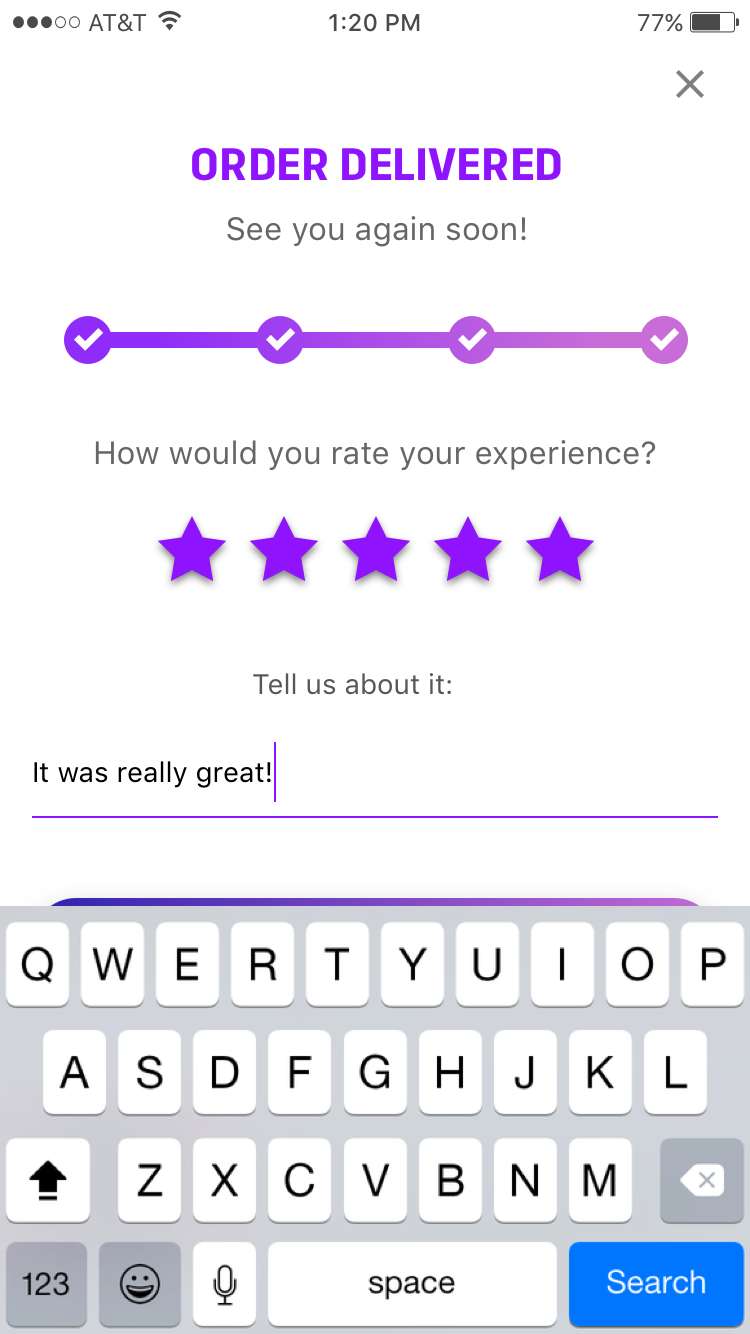 AT&T 1:20 PM 77%
ORDER DELIVERED
See you again soon!
How would you rate your experience?
Tell us about it:
It was really great!
Q W E R T Y U I O P
A S D F G H J K L
Z X C V B N M
123 space Search